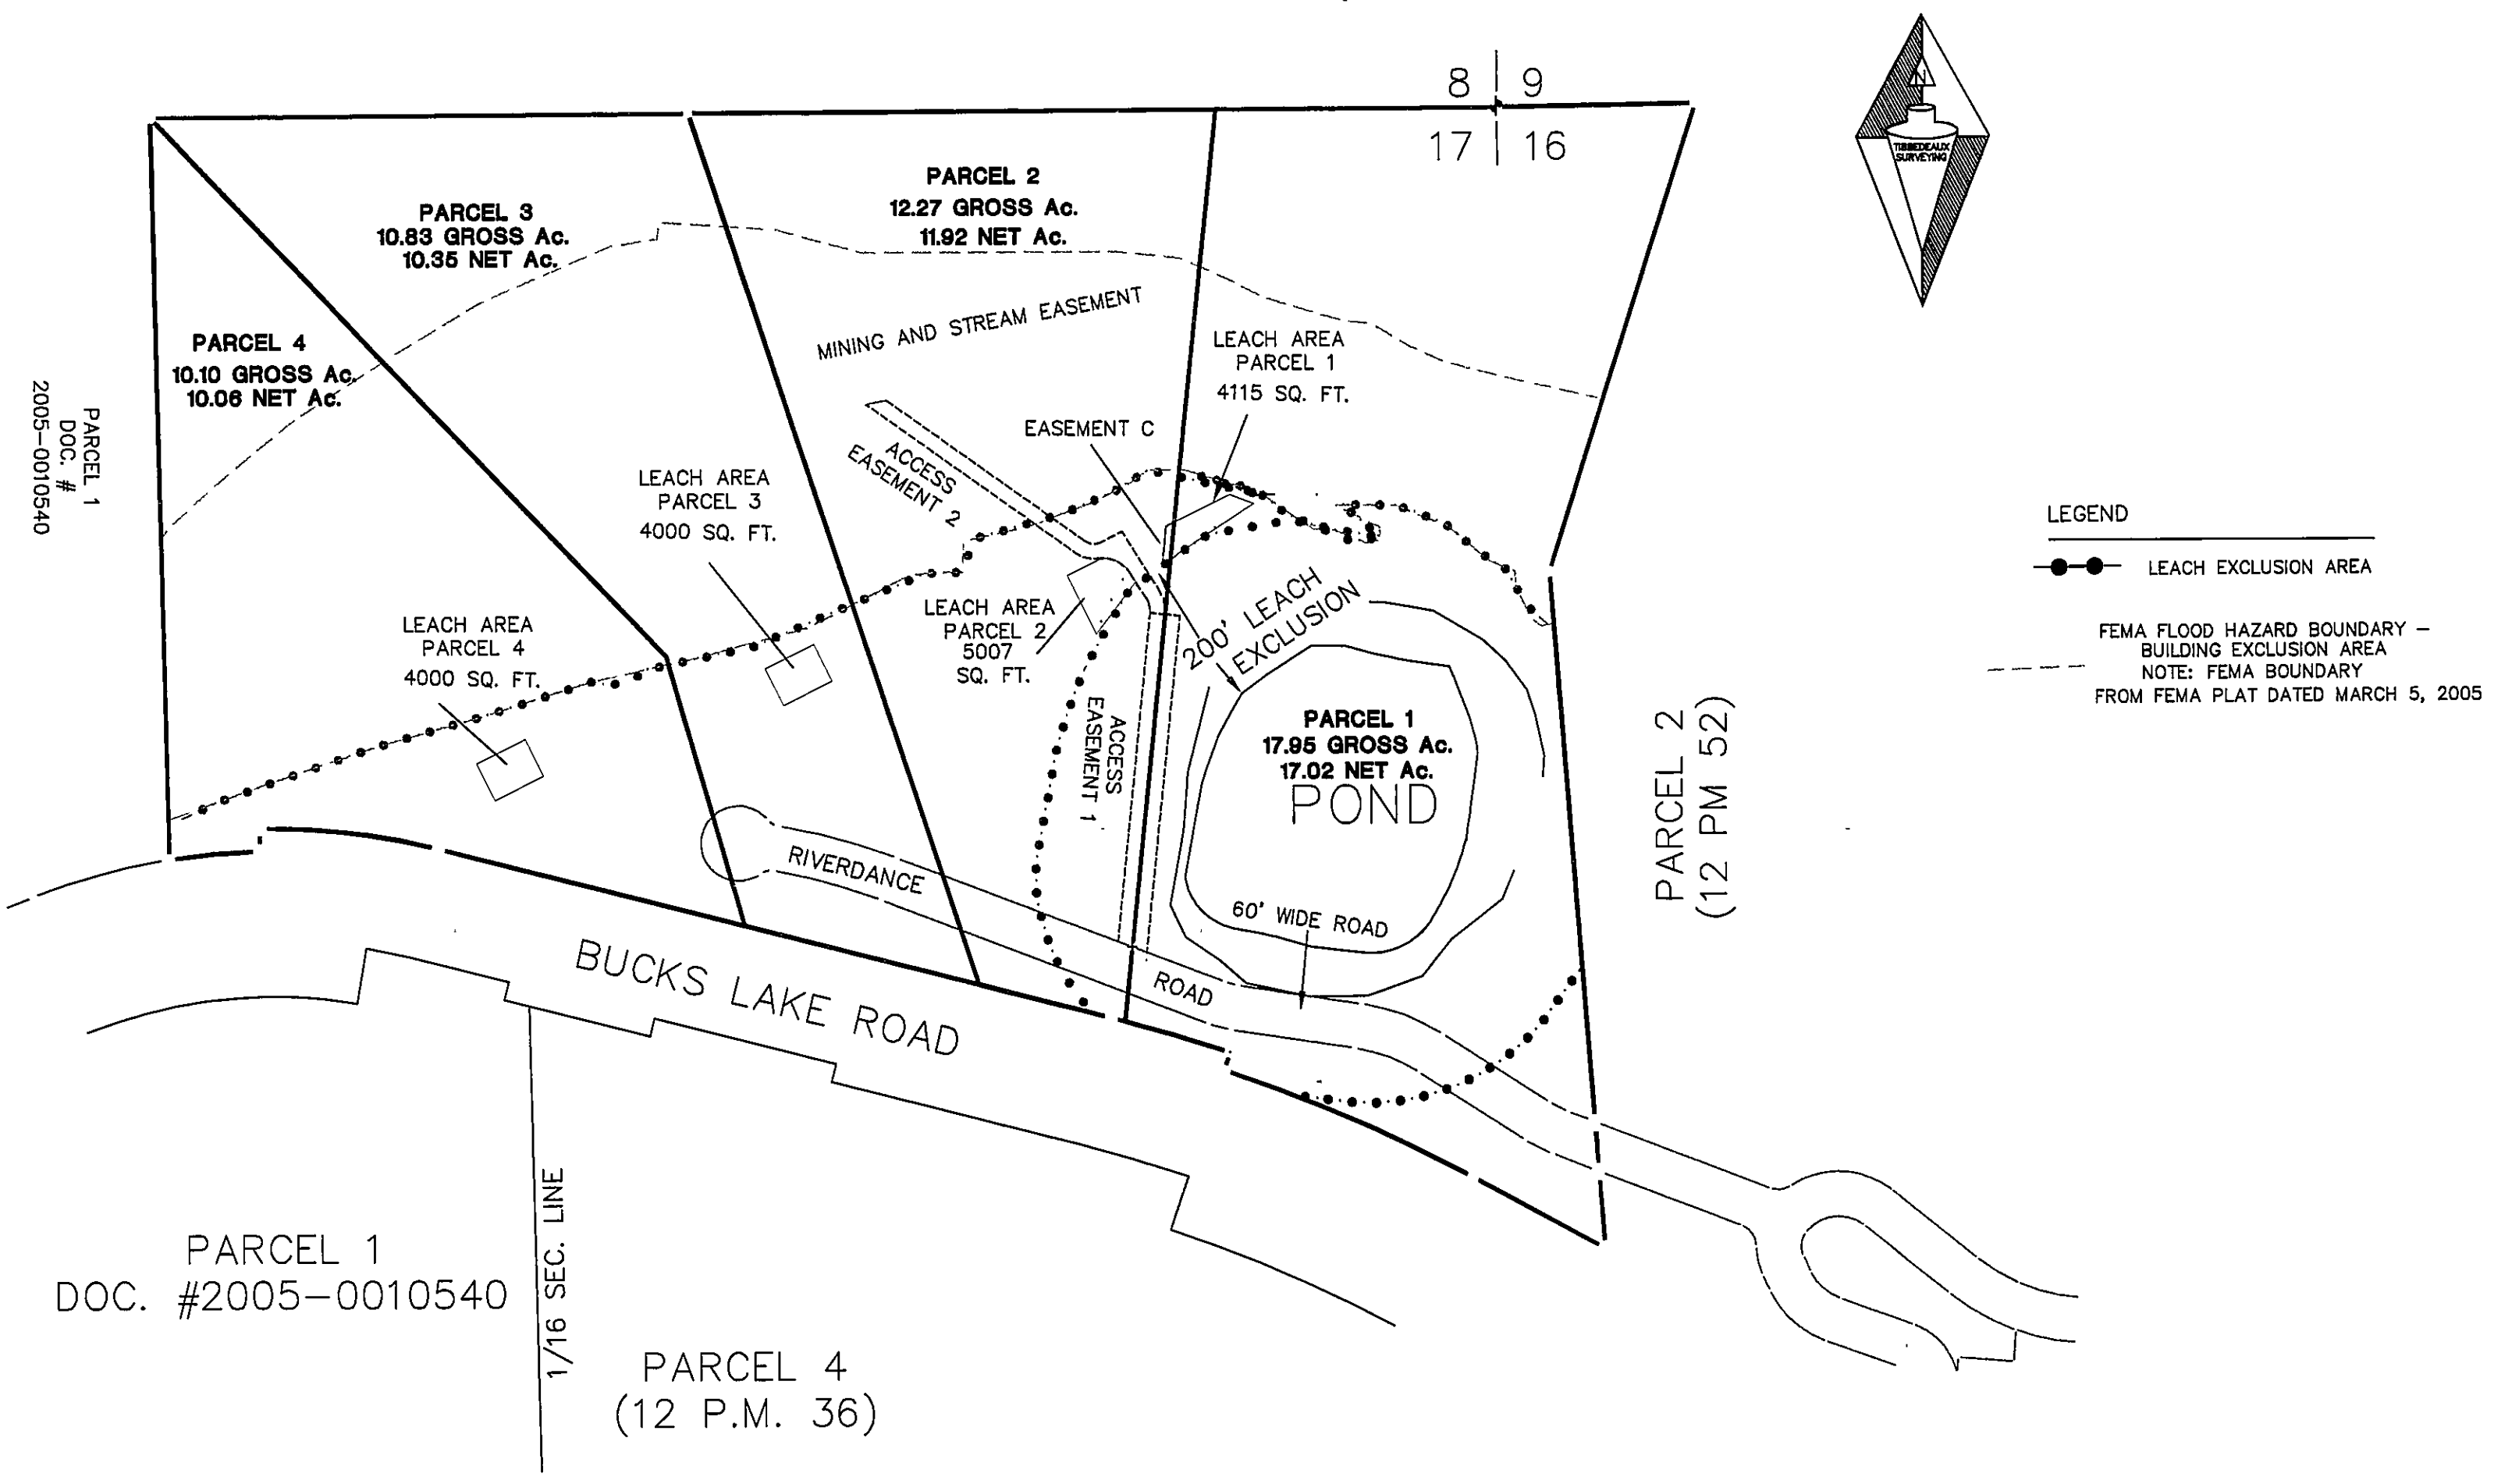 8 9
17 16
N
TISSEDEAUX
SURVEYING
PARCEL 2
12.27 GROSS Ac.
11.92 NET Ac.
PARCEL 3
10.83 GROSS Ac.
10.35 NET Ac.
PARCEL 4
10.10 GROSS Ac.
10.06 NET Ac.
PARCEL 1
DOC. #
2005-0010540
MINING AND STREAM EASEMENT
LEACH AREA
PARCEL 1
4115 SQ. FT.
EASEMENT C
ACCESS
EASEMENT 2
LEACH AREA
PARCEL 3
4000 SQ. FT.
LEACH AREA
PARCEL 4
4000 SQ. FT.
LEACH AREA
PARCEL 2
5007
SQ. FT.
200' LEACH
EXCLUSION
ACCESS
EASEMENT 1
PARCEL 1
17.95 GROSS Ac.
17.02 NET Ac.
POND
60' WIDE ROAD
RIVERDANCE
ROAD
BUCKS LAKE ROAD
PARCEL 2
(12 PM 52)
LEGEND
LEACH EXCLUSION AREA
FEMA FLOOD HAZARD BOUNDARY –
BUILDING EXCLUSION AREA
NOTE: FEMA BOUNDARY
FROM FEMA PLAT DATED MARCH 5, 2005
1/16 SEC. LINE
PARCEL 1
DOC. #2005-0010540
PARCEL 4
(12 P.M. 36)